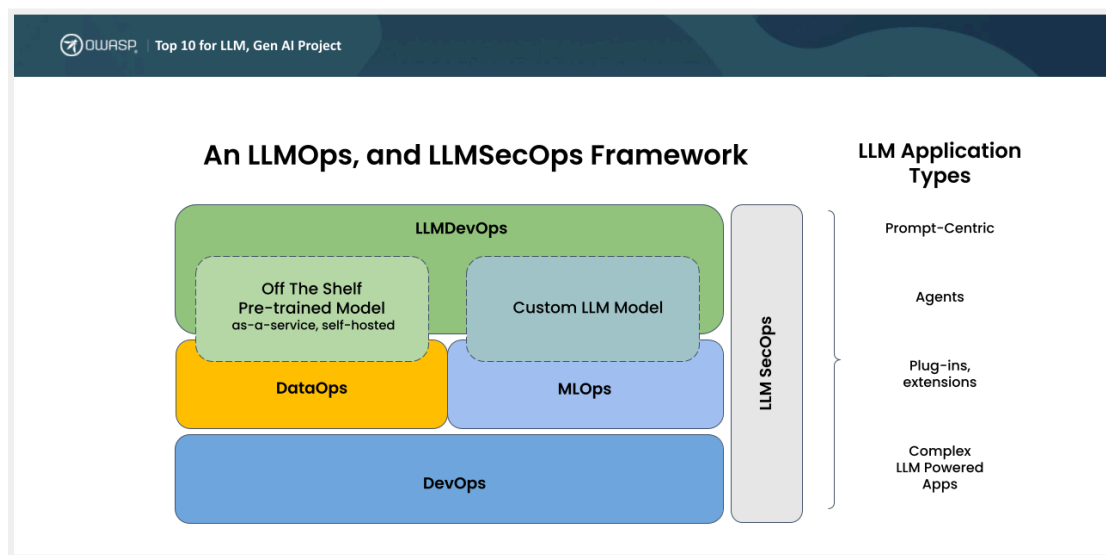 OWASP
Top 10 for LLM, Gen AI Project
An LLMOps, and LLMSecOps Framework
LLMDevOps
Off The Shelf
Pre-trained Model
as-a-service, self-hosted
Custom LLM Model
DataOps
MLOps
DevOps
LLM SecOps
LLM Application
Types
Prompt-Centric
Agents
Plug-ins,
extensions
Complex
LLM Powered
Apps